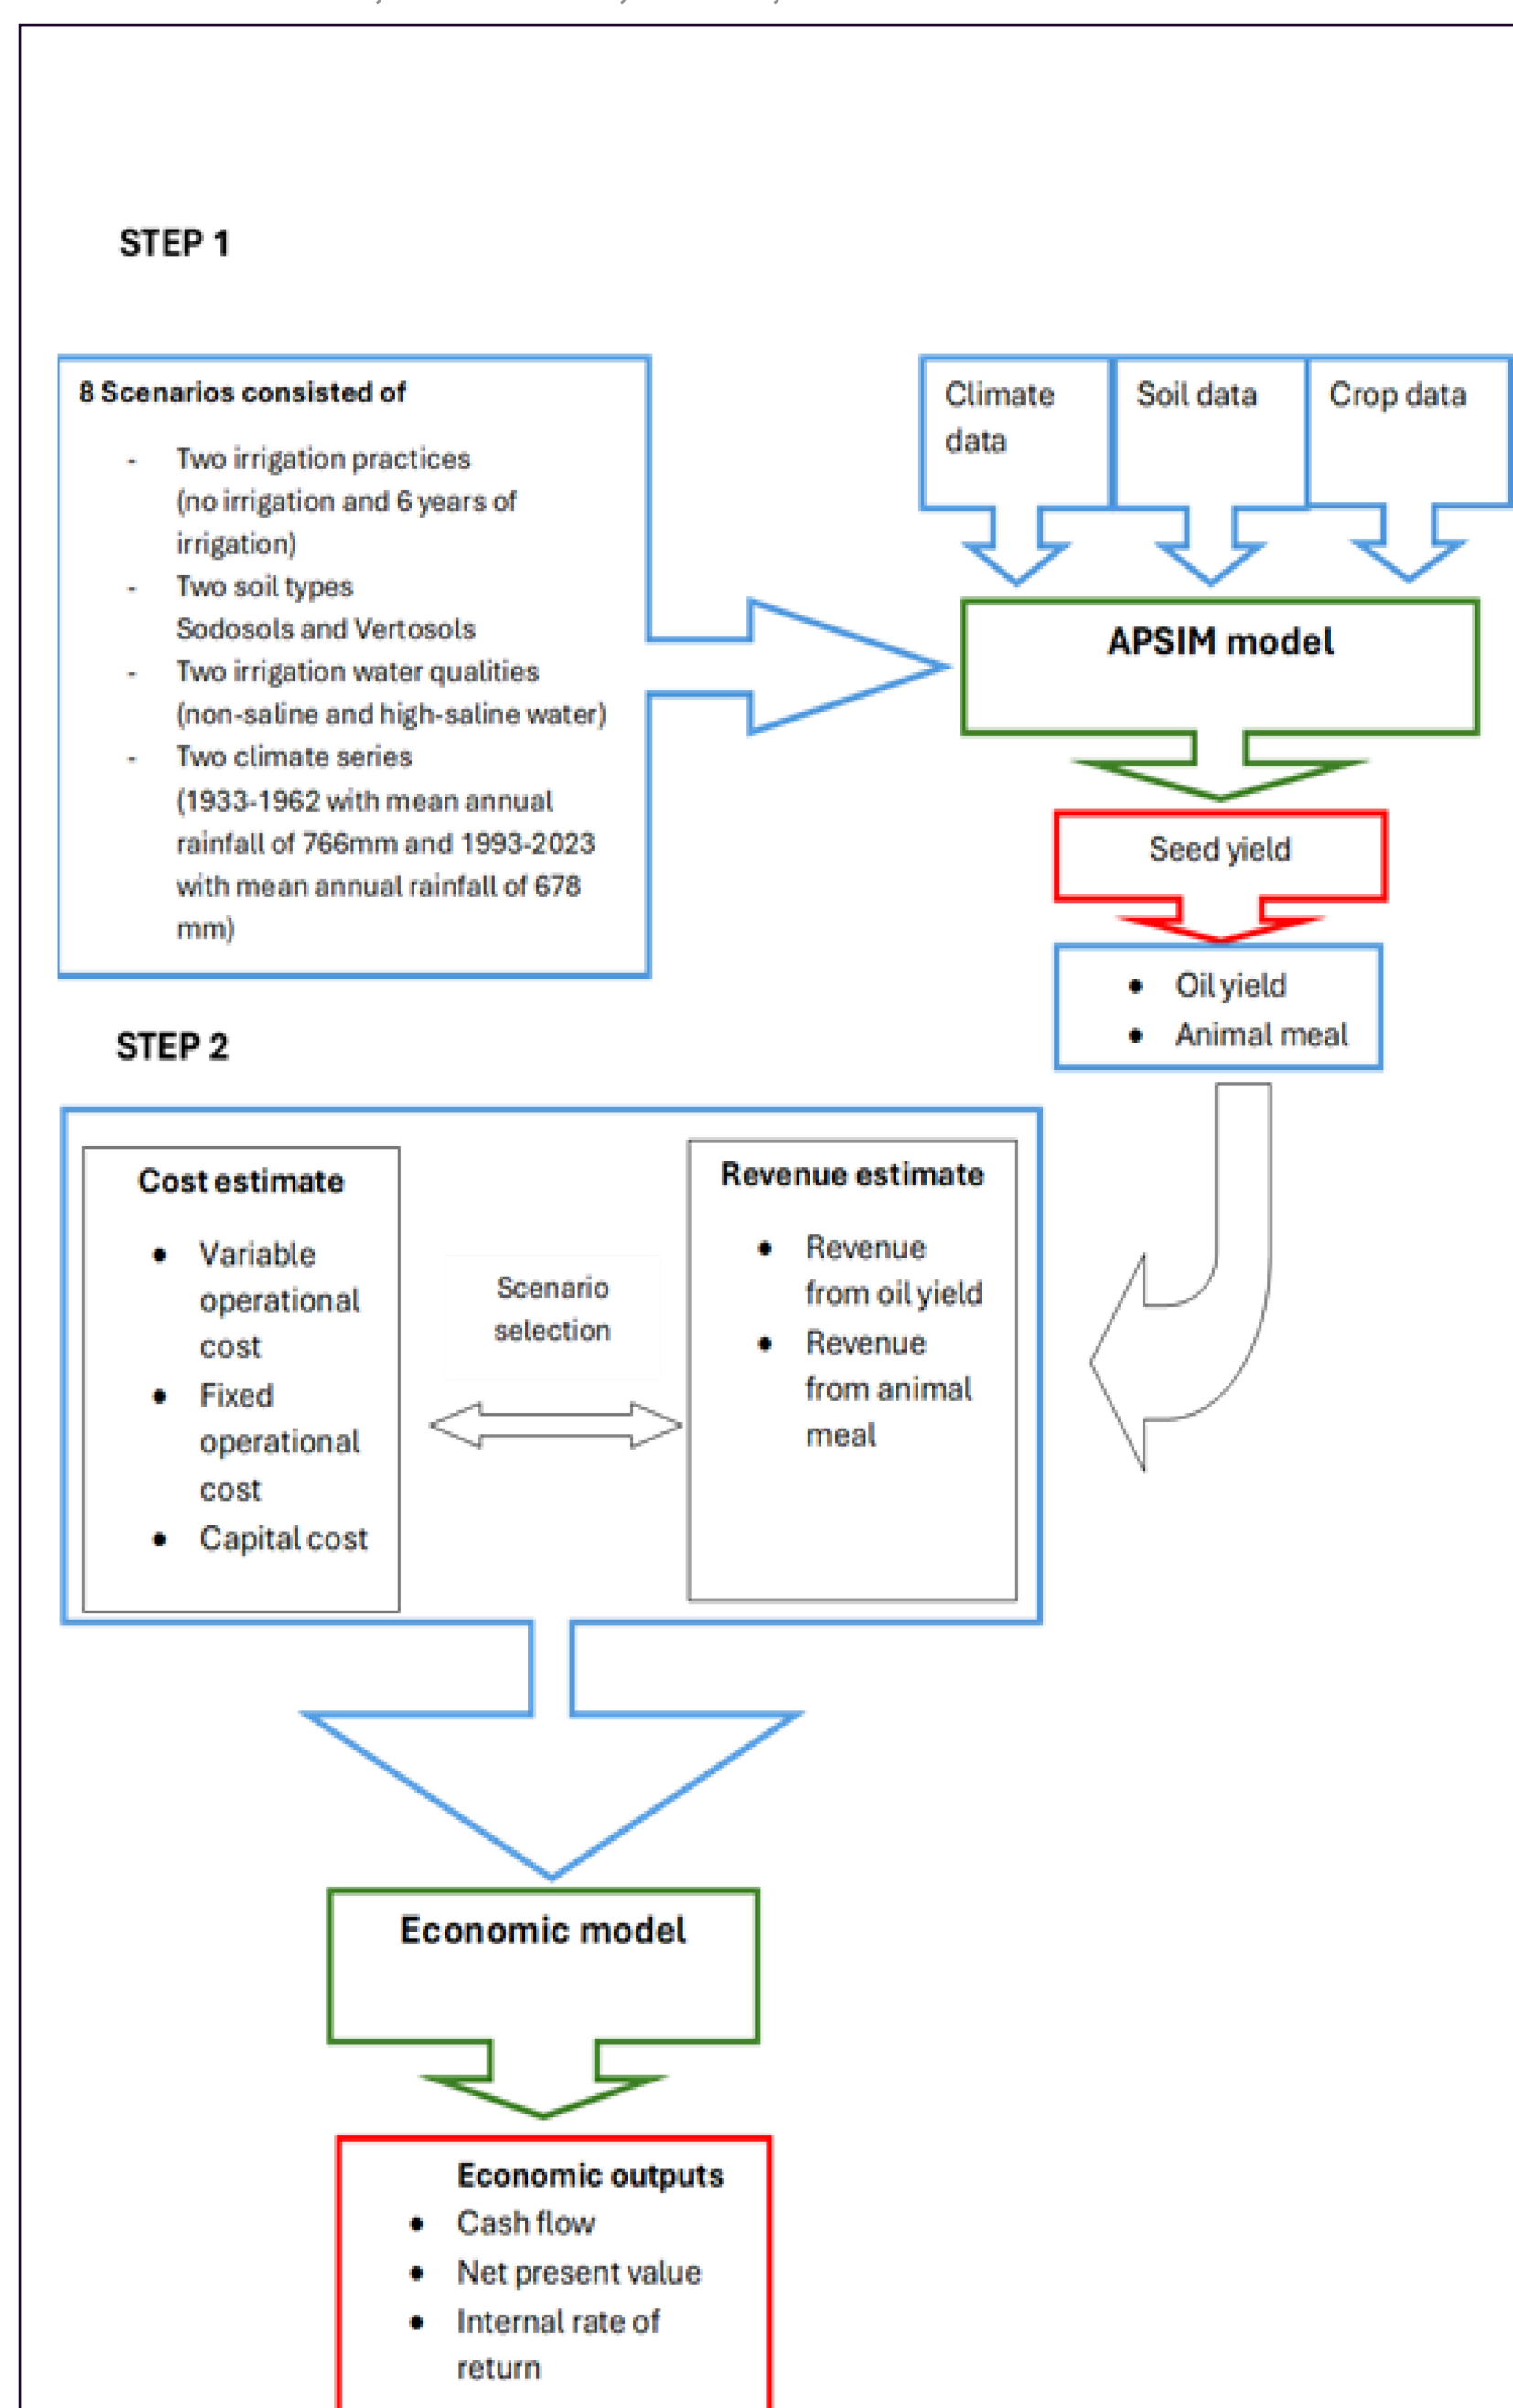 STEP 1
8 Scenarios consisted of
- Two irrigation practices
(no irrigation and 6 years of
irrigation)
- Two soil types
Sodosols and Vertosols
- Two irrigation water qualities
(non-saline and high-saline water)
- Two climate series
(1933-1962 with mean annual
rainfall of 766mm and 1993-2023
with mean annual rainfall of 678
mm)
Climate
data
Soil data
Crop data
APSIM model
Seed yield
• Oil yield
• Animal meal
STEP 2
Cost estimate
• Variable
operational
cost
• Fixed
operational
cost
• Capital cost
Scenario
selection
Revenue estimate
• Revenue
from oil yield
• Revenue
from animal
meal
Economic model
Economic outputs
• Cash flow
• Net present value
• Internal rate of
return